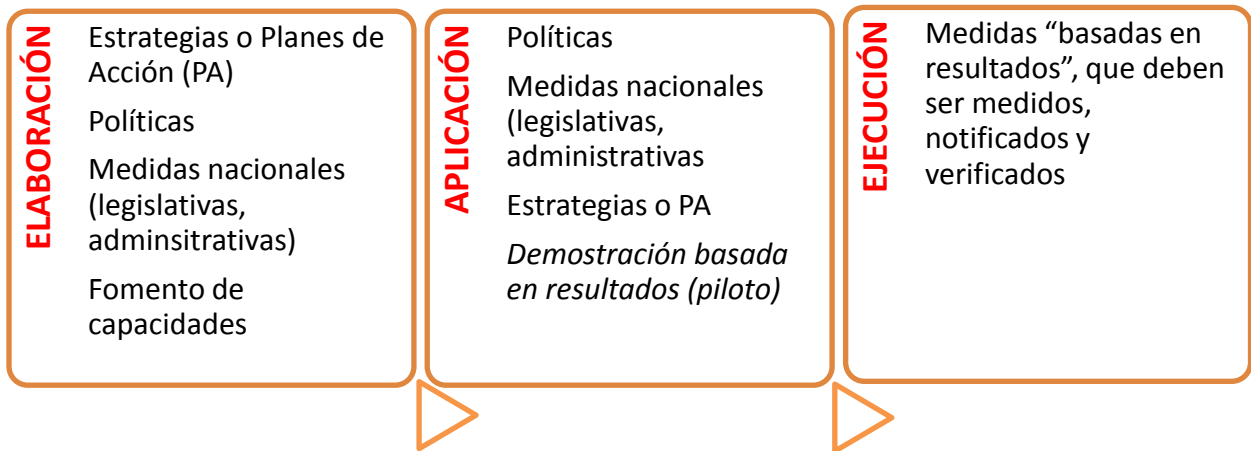 ELABORACIÓN
Estrategias o Planes de
Acción (PA)
Políticas
Medidas nacionales
(legislativas,
adminsitrativas)
Fomento de
capacidades
APLICACIÓN
Políticas
Medidas nacionales
(legislativas,
administrativas
Estrategias o PA
Demostración basada
en resultados (piloto)
EJECUCIÓN
Medidas “basadas en
resultados”, que deben
ser medidos,
notificados y
verificados